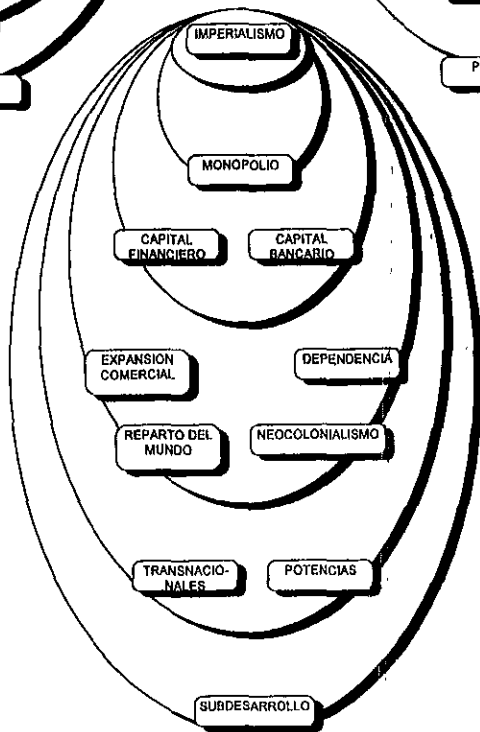 IMPERIALISMO
P
MONOPOLIO
CAPITAL
FINANCIERO
CAPITAL
BANCARIO
EXPANSION
COMERCIAL
DEPENDENCIA
REPARTO DEL
MUNDO
NEOCOLONIALISMO
TRANSNACIO-
NALES
POTENCIAS
SUBDESARROLLO